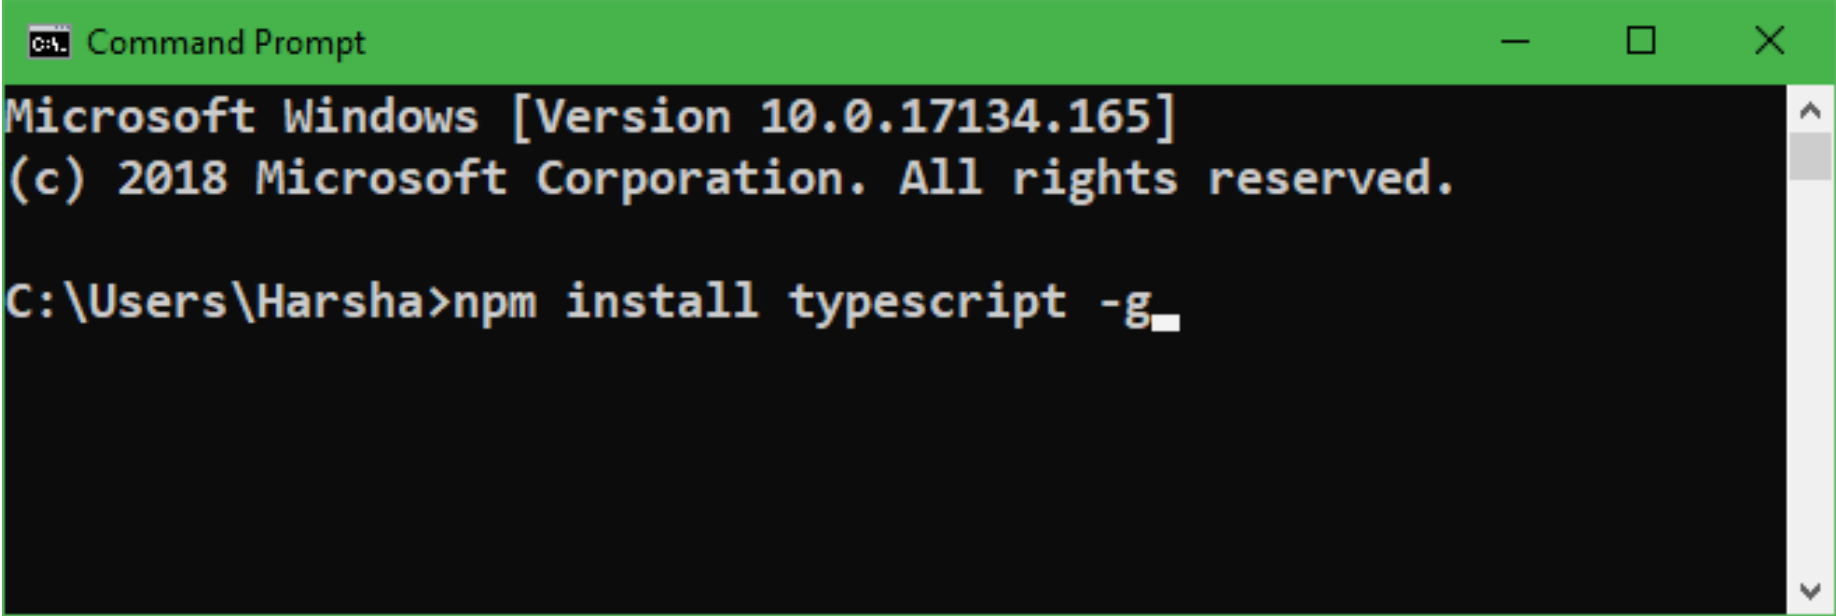 C:\. Command Prompt
Microsoft Windows [Version 10.0.17134.165]
(c) 2018 Microsoft Corporation. All rights reserved.
C:\Users\Harsha>npm install typescript -g